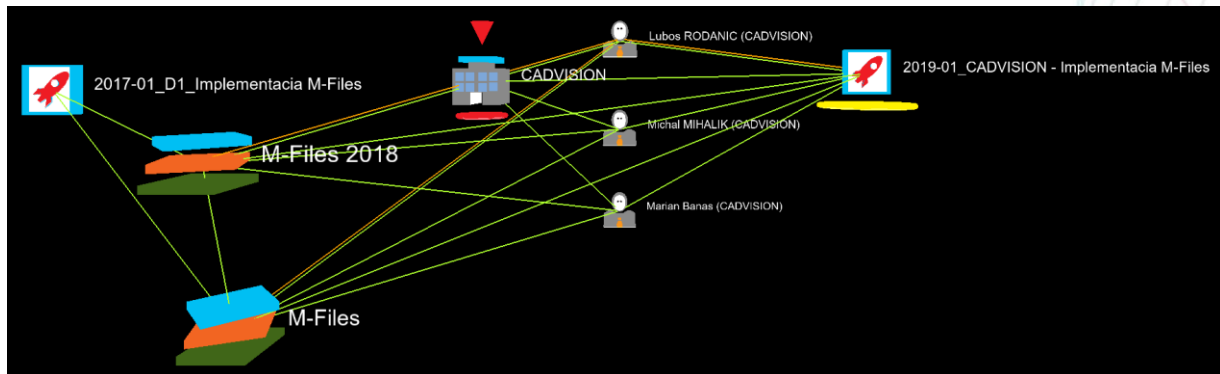 Lubos RODANIC (CADVISION)
2019-01_CADVISION - Implementacia M-Files
CADVISION
2017-01_D1_Implementacia M-Files
Michal MIHALIK (CADVISION)
M-Files 2018
Marian Banas (CADVISION)
M-Files